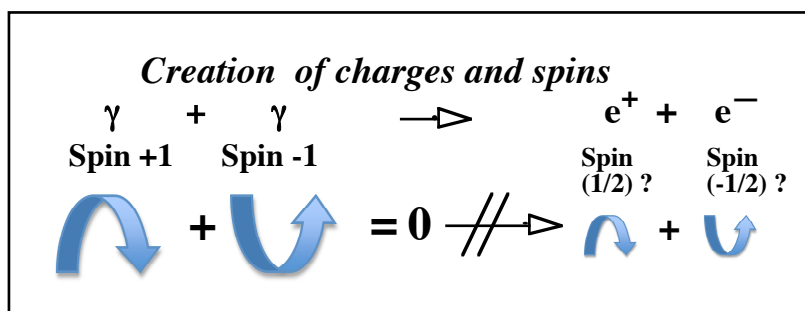 Creation of charges and spins
γ + γ e⁺ + e⁻
Spin +1 Spin -1 Spin Spin
(1/2) ? (-1/2) ?
+ = 0 +